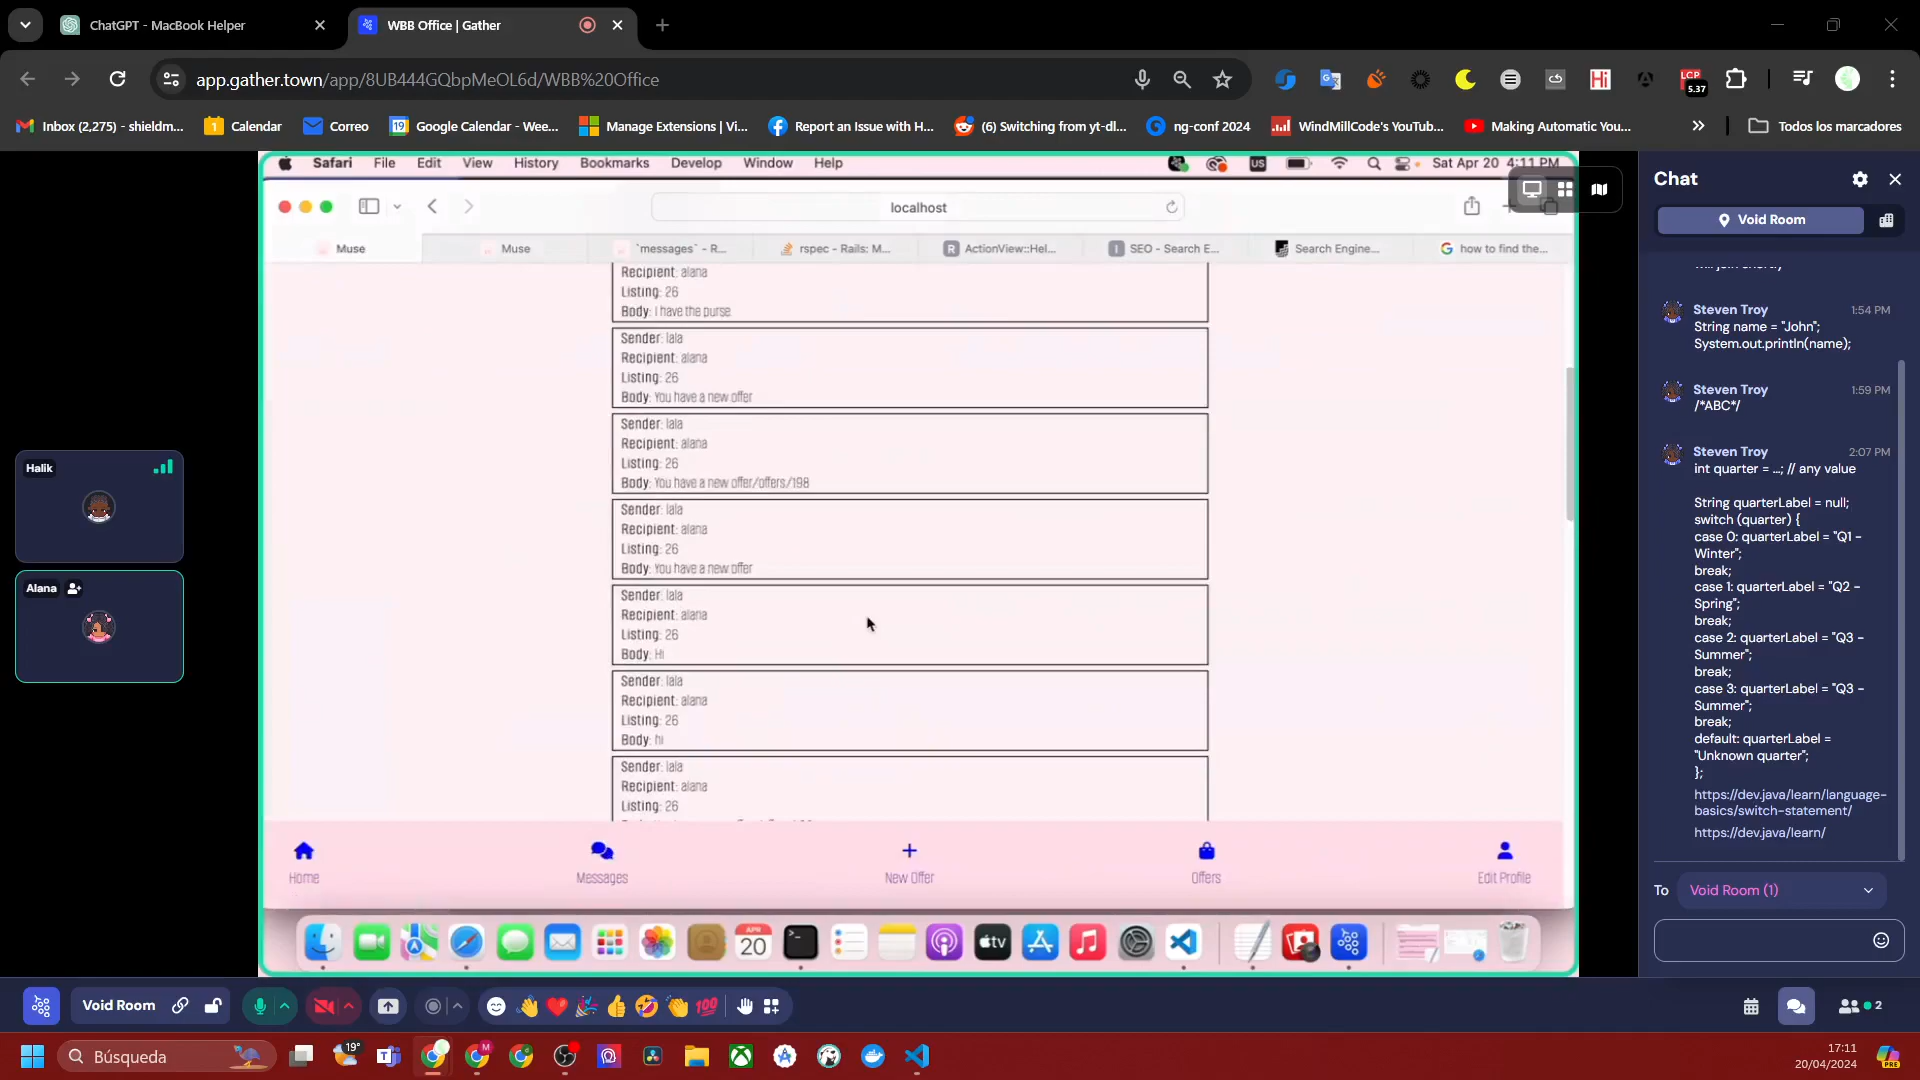 ChatGPT - MacBook Helper
WBB Office | Gather
app.gather.town/app/8UB444GQbpMeOL6d/WBB%20Office
Hi
LCP
5.37
Inbox (2,275) - shieldm...
Calendar
Correo
Google Calendar - Wee...
Manage Extensions | Vi...
Report an Issue with H...
(6) Switching from yt-dl...
ng-conf 2024
WindMillCode's YouTub...
Making Automatic You...
Todos los marcadores
Safari File Edit View History Bookmarks Develop Window Help
US
Sat Apr 20 4:11 PM
localhost
Muse
Muse
`messages` - R...
rspec - Rails: M...
ActionView::Hel...
SEO - Search E...
Search Engine...
how to find the...
Recipient: alana
Listing: 26
Body: I have the purse
Sender: lala
Recipient: alana
Listing: 26
Body: You have a new offer
Sender: lala
Recipient: alana
Listing: 26
Body: You have a new offer/offers/198
Sender: lala
Recipient: alana
Listing: 26
Body: You have a new offer
Sender: lala
Recipient: alana
Listing: 26
Body: Hi
Sender: lala
Recipient: alana
Listing: 26
Body: hi
Sender: lala
Recipient: alana
Listing: 26
Home
Messages
New Offer
Offers
Edit Profile
APR
20
tv
Halik
Alana
Chat
Void Room
Steven Troy 1:54 PM
String name = "John";
System.out.println(name);
Steven Troy 1:59 PM
/*ABC*/
Steven Troy 2:07 PM
int quarter = ...; // any value
String quarterLabel = null;
switch (quarter) {
case 0: quarterLabel = "Q1 -
Winter";
break;
case 1: quarterLabel = "Q2 -
Spring";
break;
case 2: quarterLabel = "Q3 -
Summer";
break;
case 3: quarterLabel = "Q3 -
Summer";
break;
default: quarterLabel =
"Unknown quarter";
};
https://dev.java/learn/language-
basics/switch-statement/
https://dev.java/learn/
To Void Room (1)
Void Room
2
Búsqueda
19°
17:11
20/04/2024
PRE